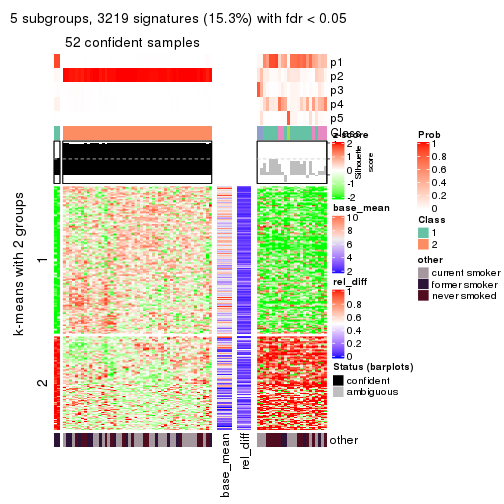 5 subgroups, 3219 signatures (15.3%) with fdr < 0.05
52 confident samples
p1
p2
p3
p4
p5
Class
z-score
2
1
0
-1
-2
Silhouette
score
base_mean
10
8
6
4
2
rel_diff
1
0.8
0.6
0.4
0.2
0
Status (barplots)
confident
ambiguous
Prob
1
0.8
0.6
0.4
0.2
0
Class
1
2
other
current smoker
former smoker
never smoked
k-means with 2 groups
1
2
other
base_mean
rel_diff